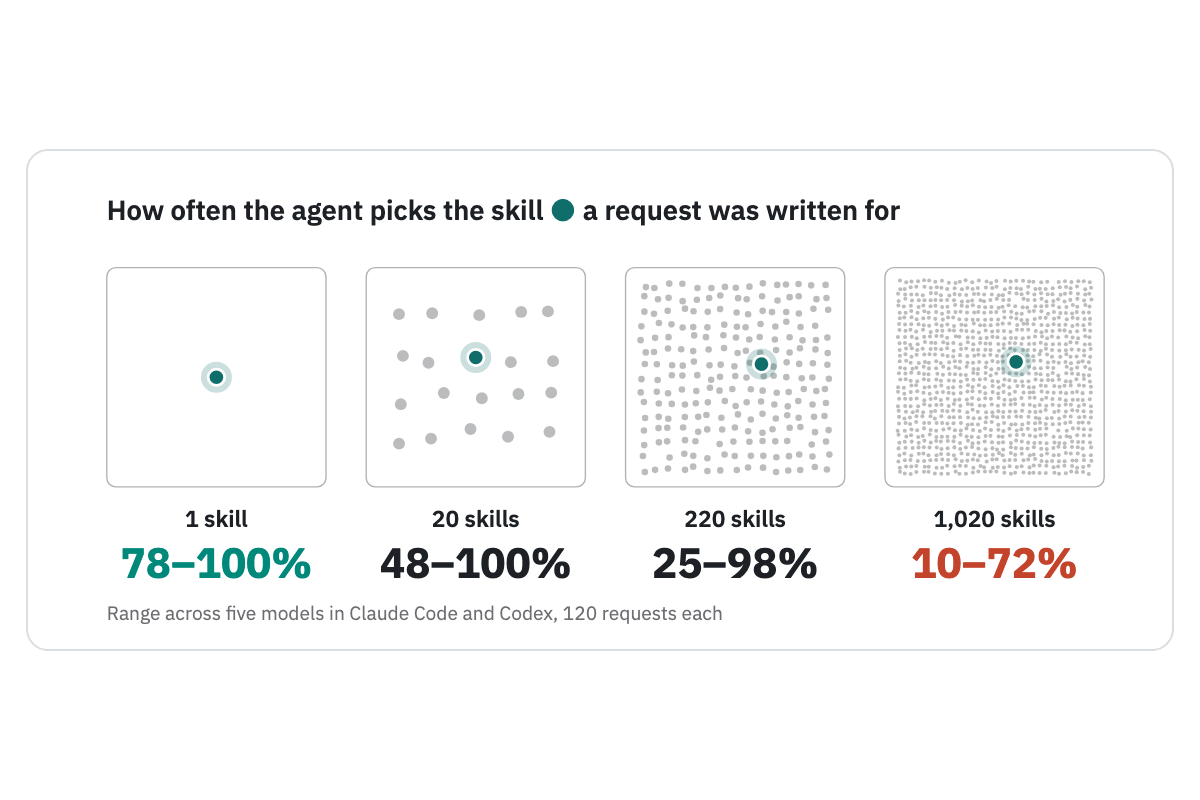 How often the agent picks the skill a request was written for
1 skill
78–100%
20 skills
48–100%
220 skills
25–98%
1,020 skills
10–72%
Range across five models in Claude Code and Codex, 120 requests each